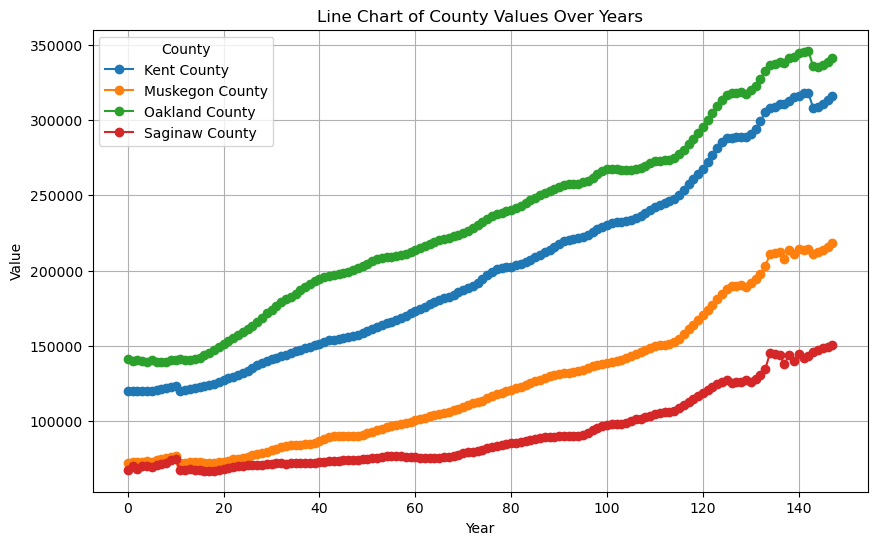 Line Chart of County Values Over Years
350000
300000
250000
200000
150000
100000
Value
County
Kent County
Muskegon County
Oakland County
Saginaw County
0 20 40 60 80 100 120 140
Year